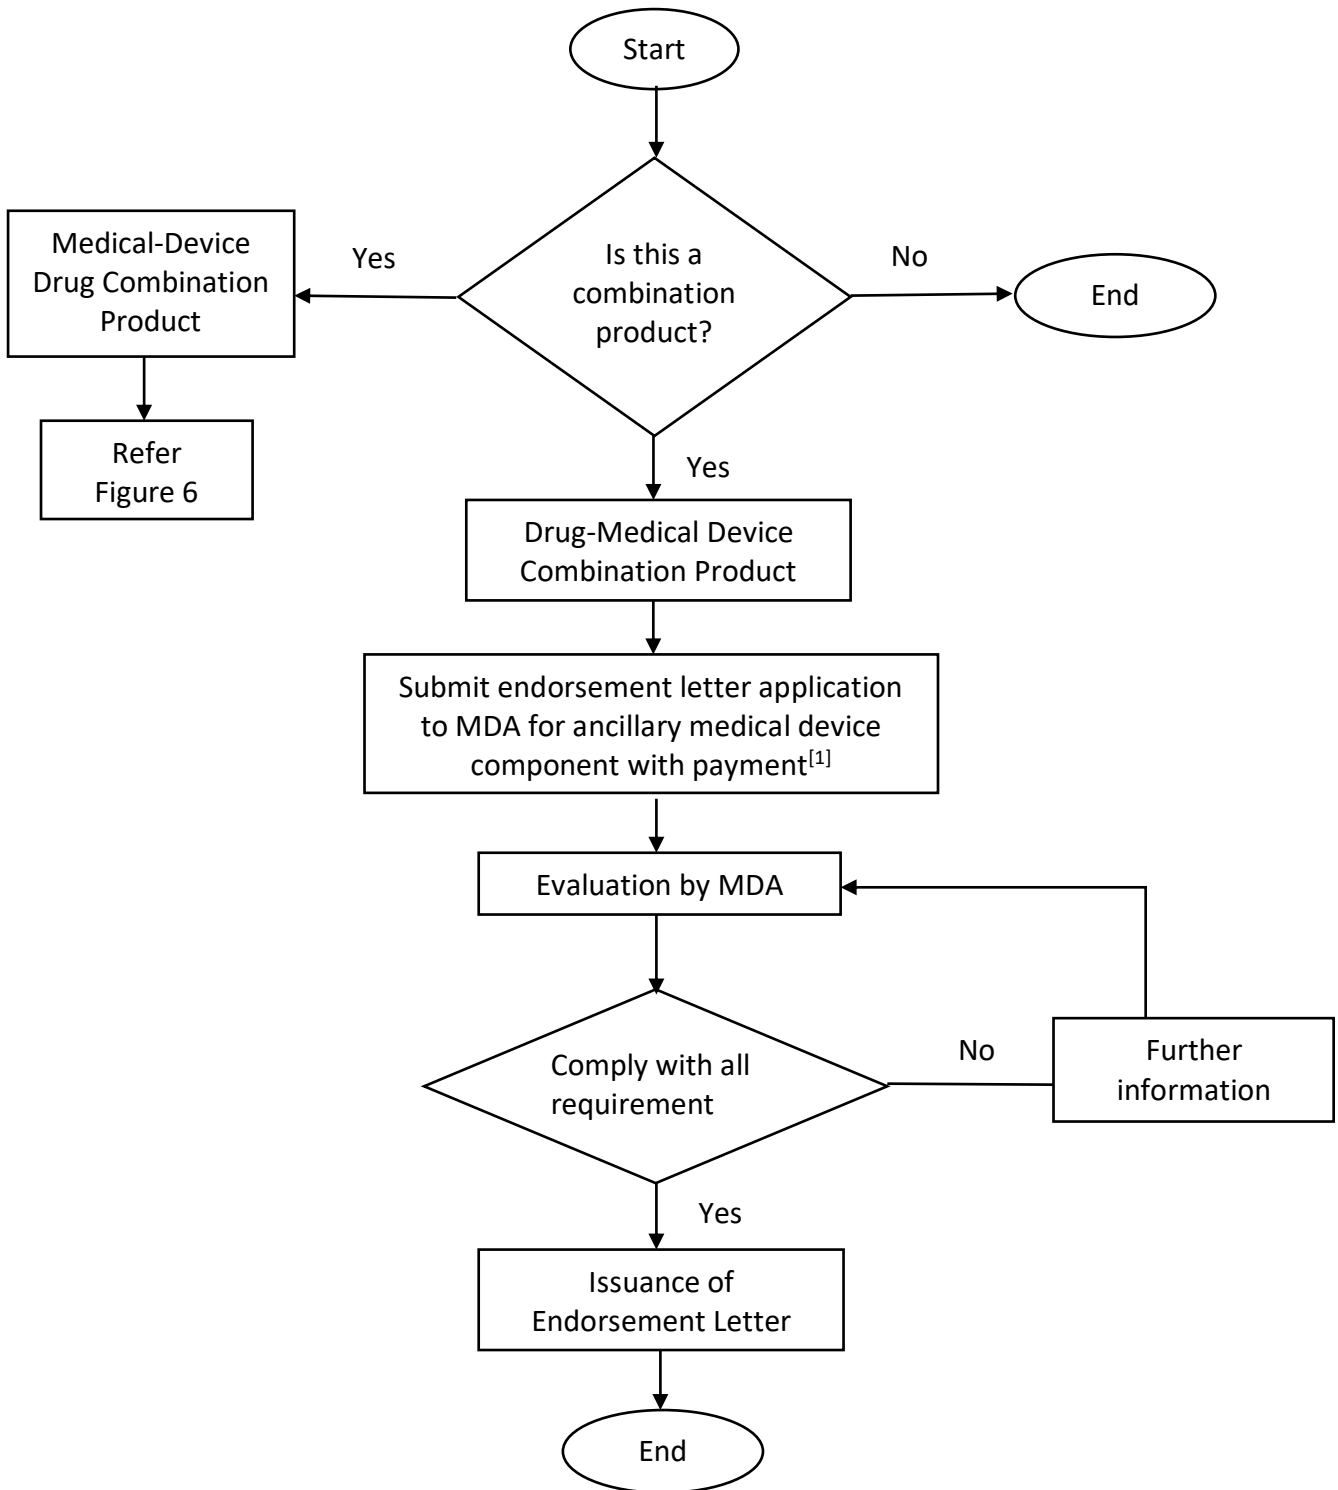 Start
Is this a
combination
product?
Yes
No
Medical-Device
Drug Combination
Product
End
Refer
Figure 6
Yes
Drug-Medical Device
Combination Product
Submit endorsement letter application
to MDA for ancillary medical device
component with payment[1]
Evaluation by MDA
Comply with all
requirement
No
Further
information
Yes
Issuance of
Endorsement Letter
End